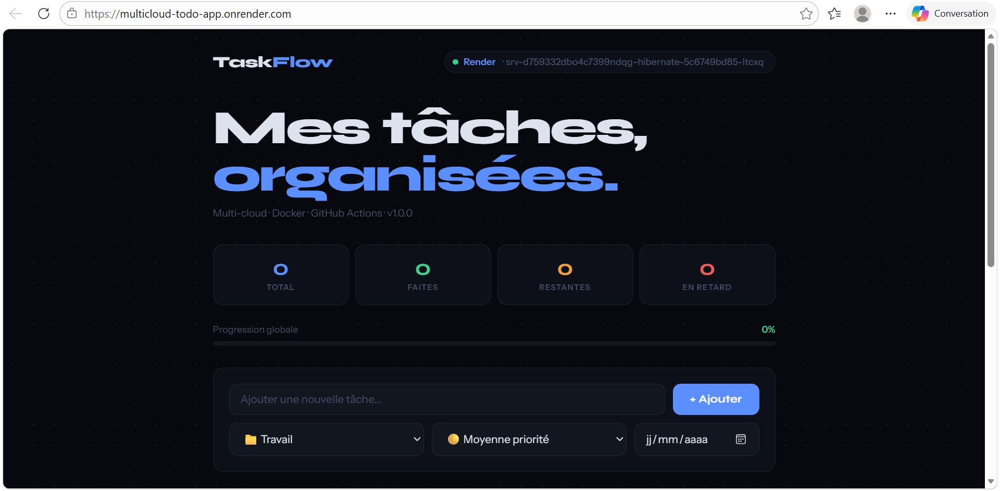 https://multicloud-todo-app.onrender.com
Conversation
TaskFlow
Render · srv-d759332dbo4c7399ndqg-hibernate-5c6749bd85-ltcxq
Mes tâches,
organisées.
Multi-cloud · Docker · GitHub Actions · v1.0.0
0
TOTAL
0
FAITES
0
RESTANTES
0
EN RETARD
Progression globale
0%
Ajouter une nouvelle tâche...
+ Ajouter
Travail
Moyenne priorité
jj/mm/aaaa